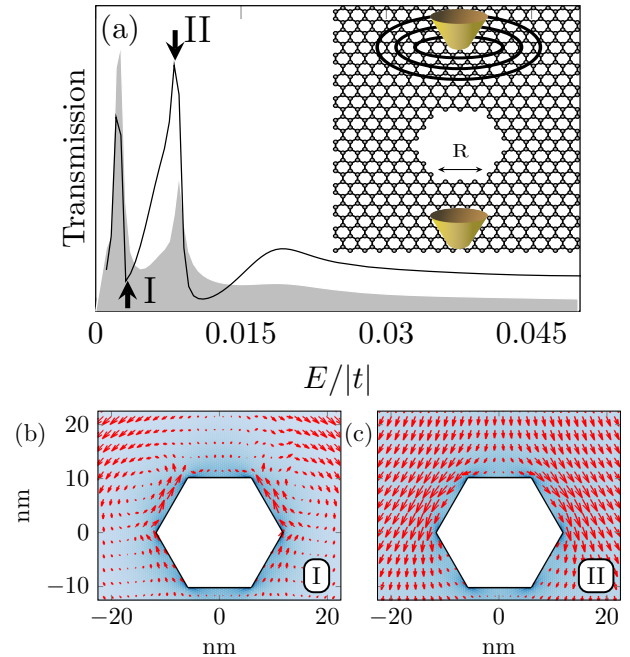 (a)
II
Transmission
R
I
0 0.015 0.03 0.045
E/|t|
(b) (c)
20
10
nm
0
−10
I II
−20 0 20 −20 0 20
nm nm